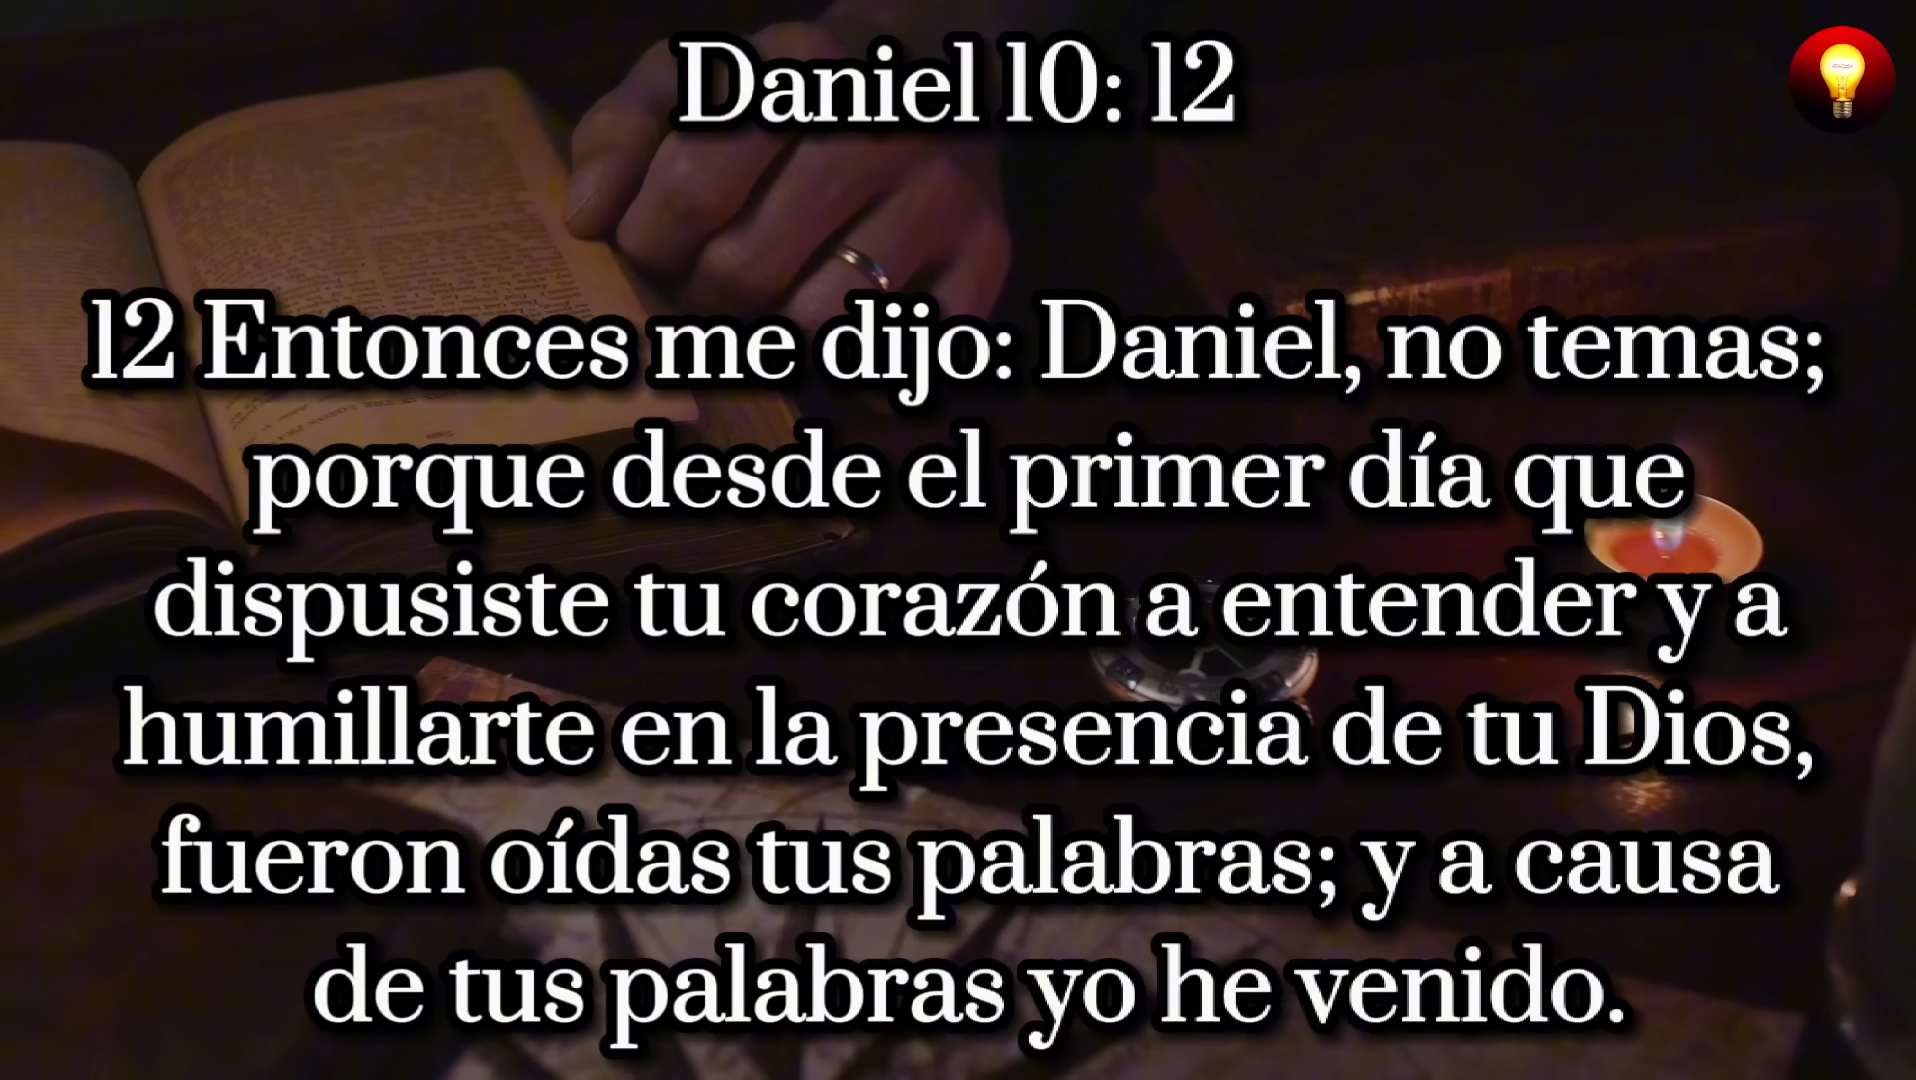 Daniel 10: 12
12 Entonces me dijo: Daniel, no temas;
porque desde el primer día que
dispusiste tu corazón a entender y a
humillarte en la presencia de tu Dios,
fueron oídas tus palabras; y a causa
de tus palabras yo he venido.